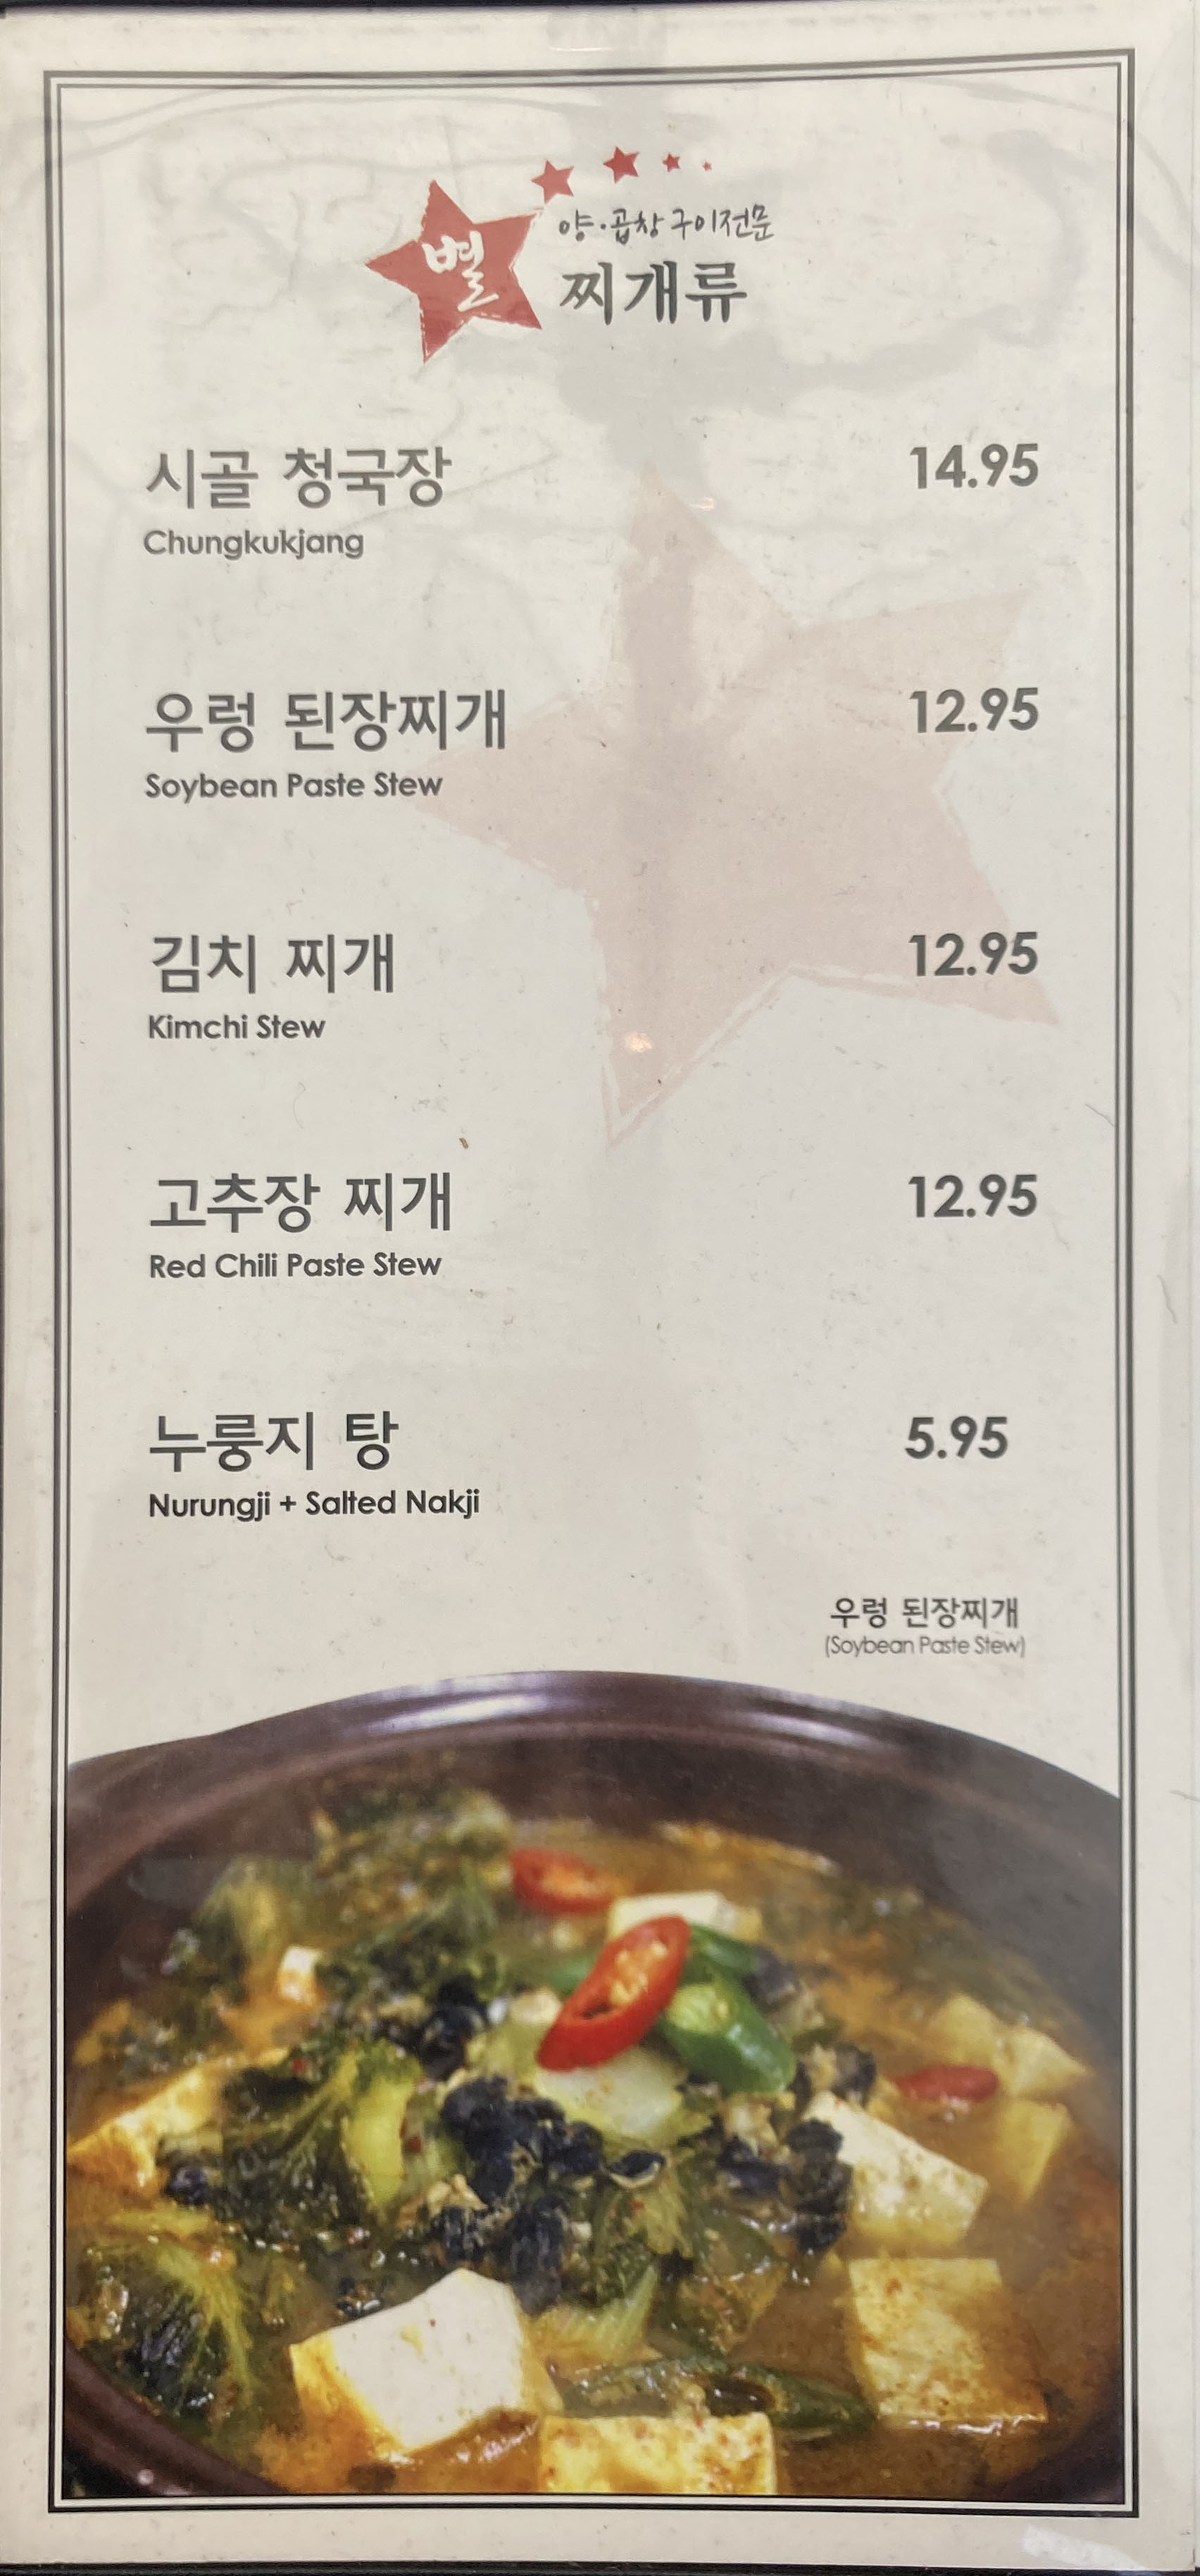 별
양·곱창 구이전문
찌개류
시골 청국장 14.95
Chungkukjang
우렁 된장찌개 12.95
Soybean Paste Stew
김치 찌개 12.95
Kimchi Stew
고추장 찌개 12.95
Red Chili Paste Stew
누룽지 탕 5.95
Nurungji + Salted Nakji
우렁 된장찌개
(Soybean Paste Stew)